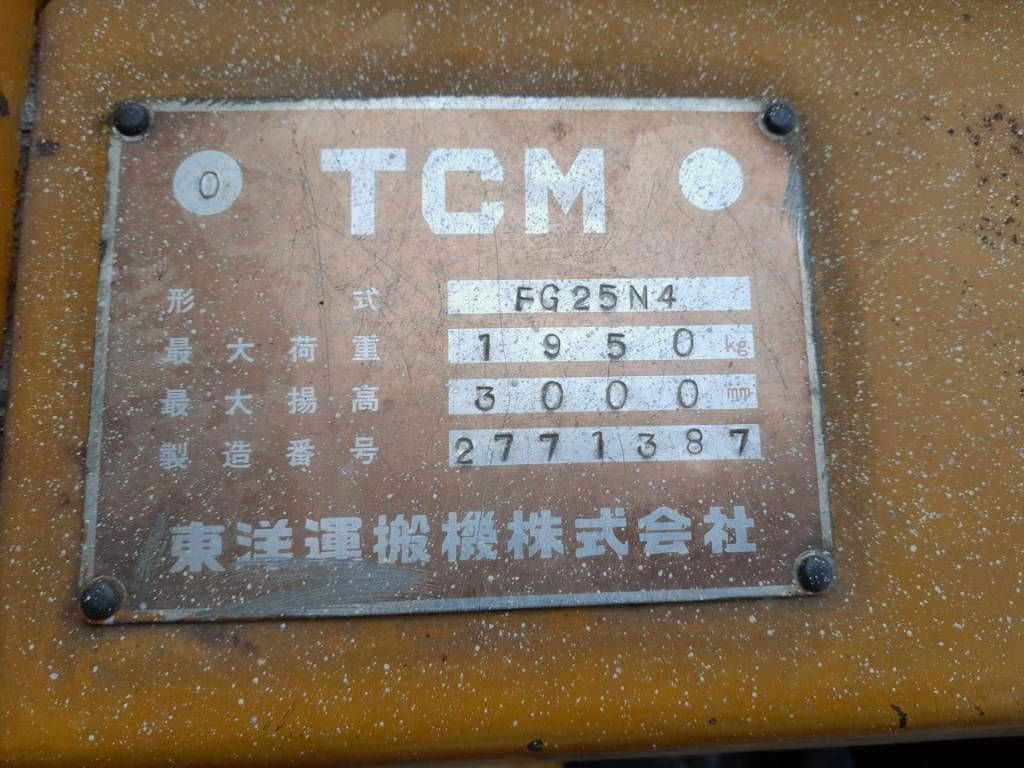 0 TCM
形式 FG25N4
最大荷重 1950 kg
最大揚高 3000 ㎜
製造番号 2771387
東洋運搬機株式会社